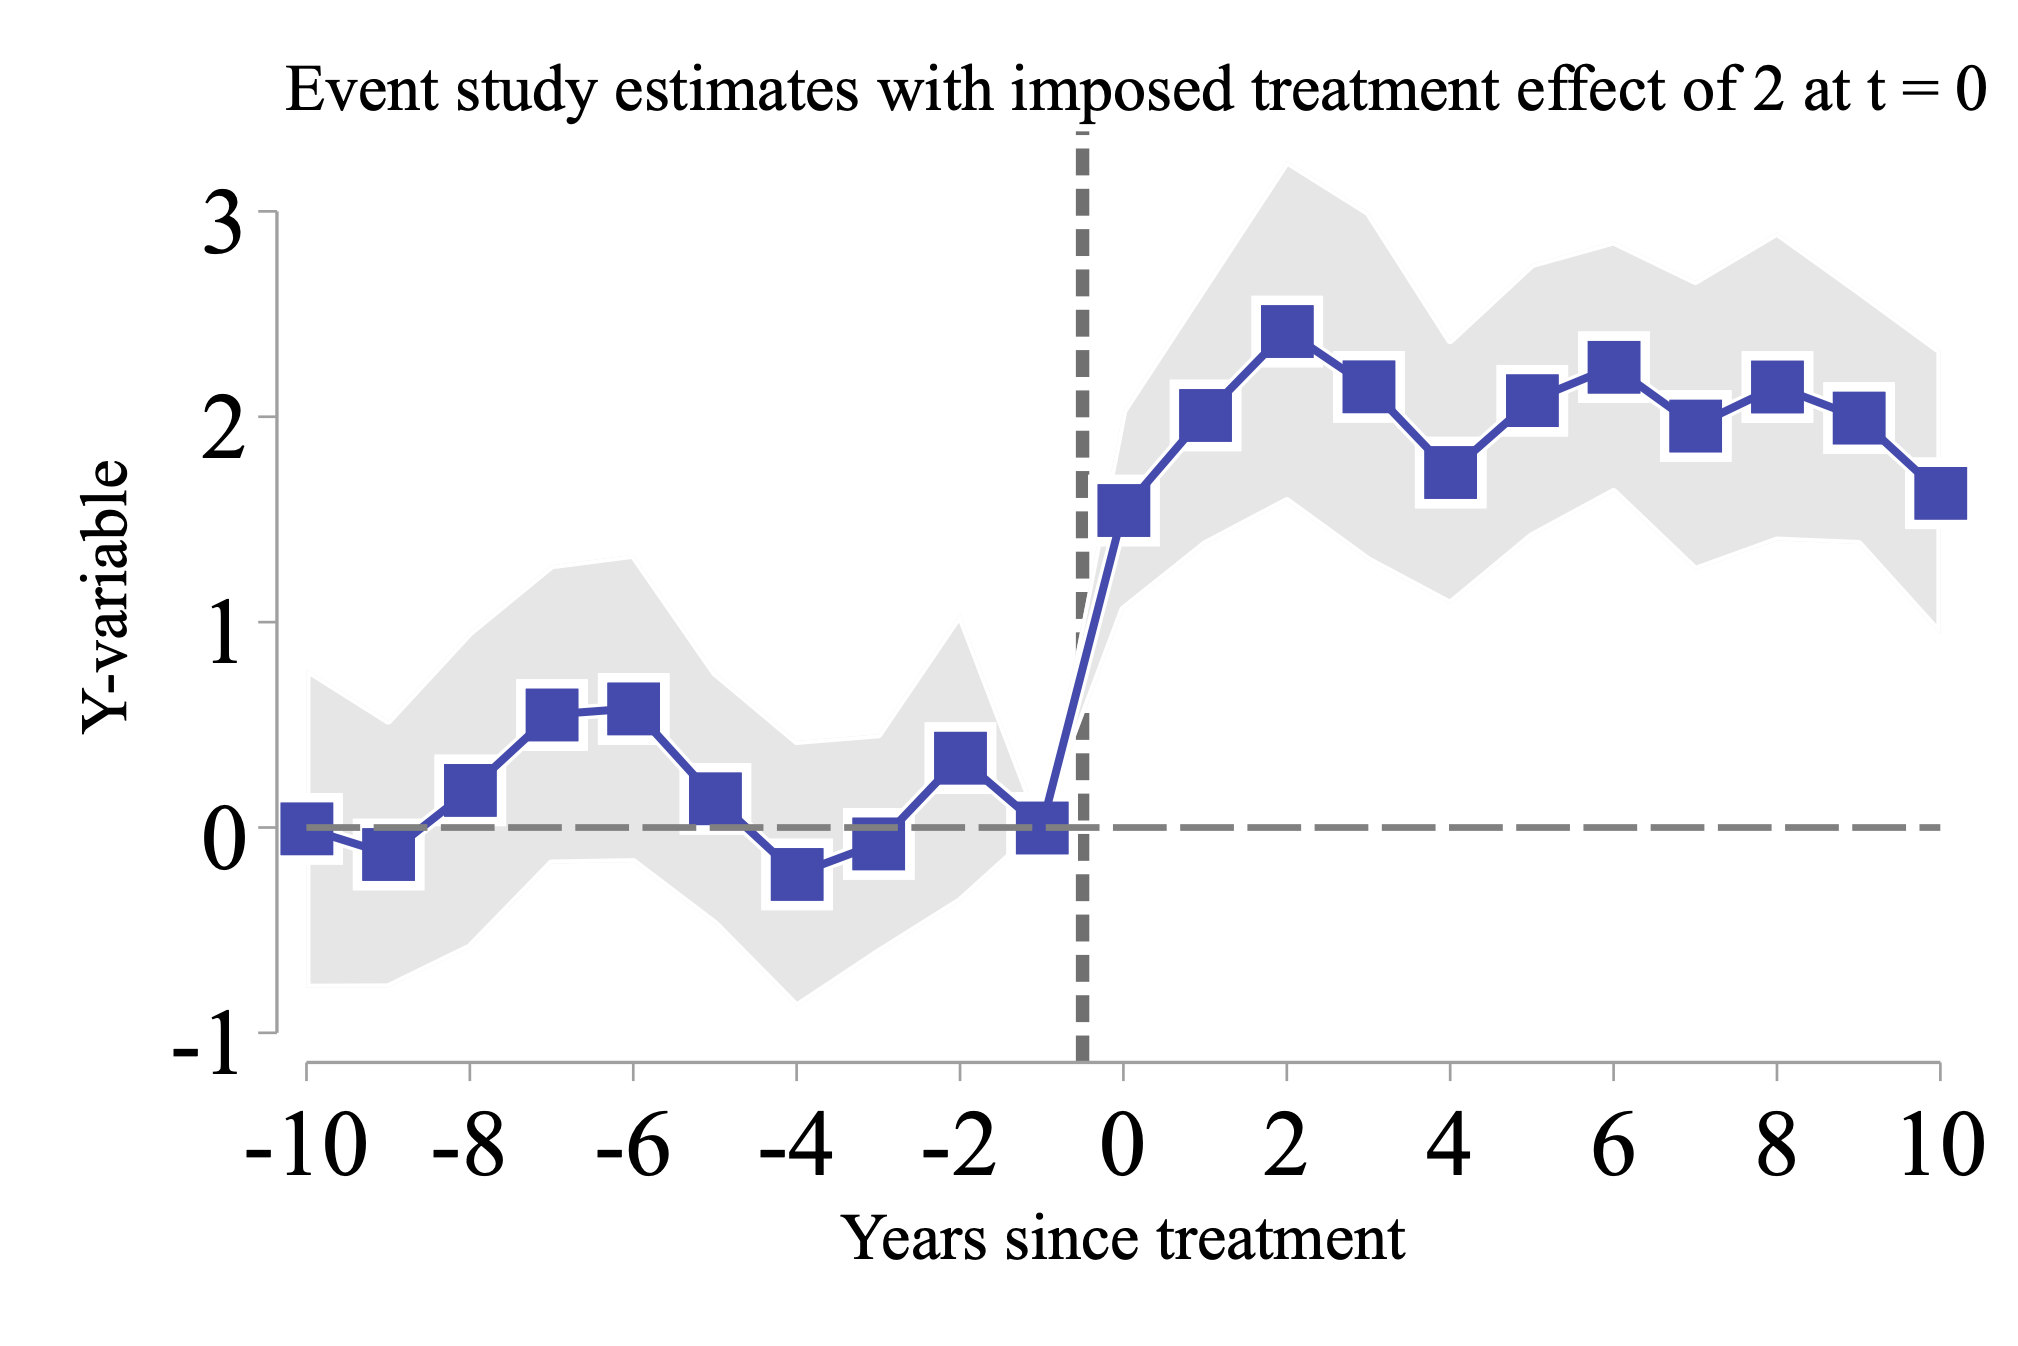 Event study estimates with imposed treatment effect of 2 at t = 0
3
2
1
0
-1
Y-variable
-10 -8 -6 -4 -2 0 2 4 6 8 10
Years since treatment